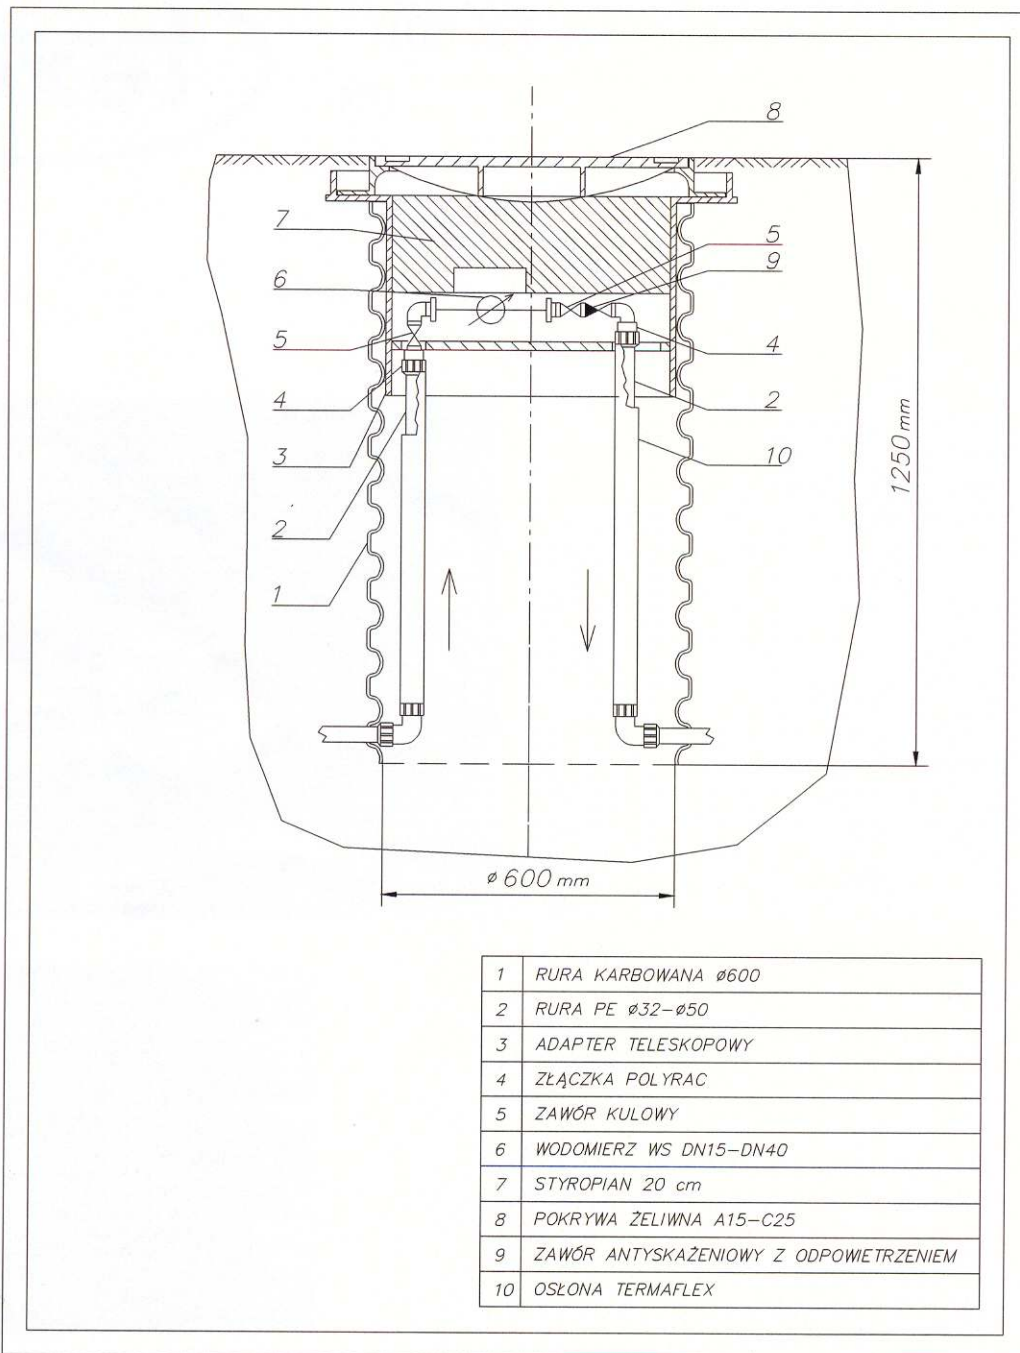 8
7
5
9
6
5
4
4
2
3
10
2
1
1250 mm
ø 600 mm
1 RURA KARBOWANA ø600
2 RURA PE ø32-ø50
3 ADAPTER TELESKOPOWY
4 ZŁĄCZKA POLYRAC
5 ZAWÓR KULOWY
6 WODOMIERZ WS DN15-DN40
7 STYROPIAN 20 cm
8 POKRYWA ŻELIWNA A15-C25
9 ZAWÓR ANTYSKAŻENIOWY Z ODPOWIETRZENIEM
10 OSŁONA TERMAFLEX